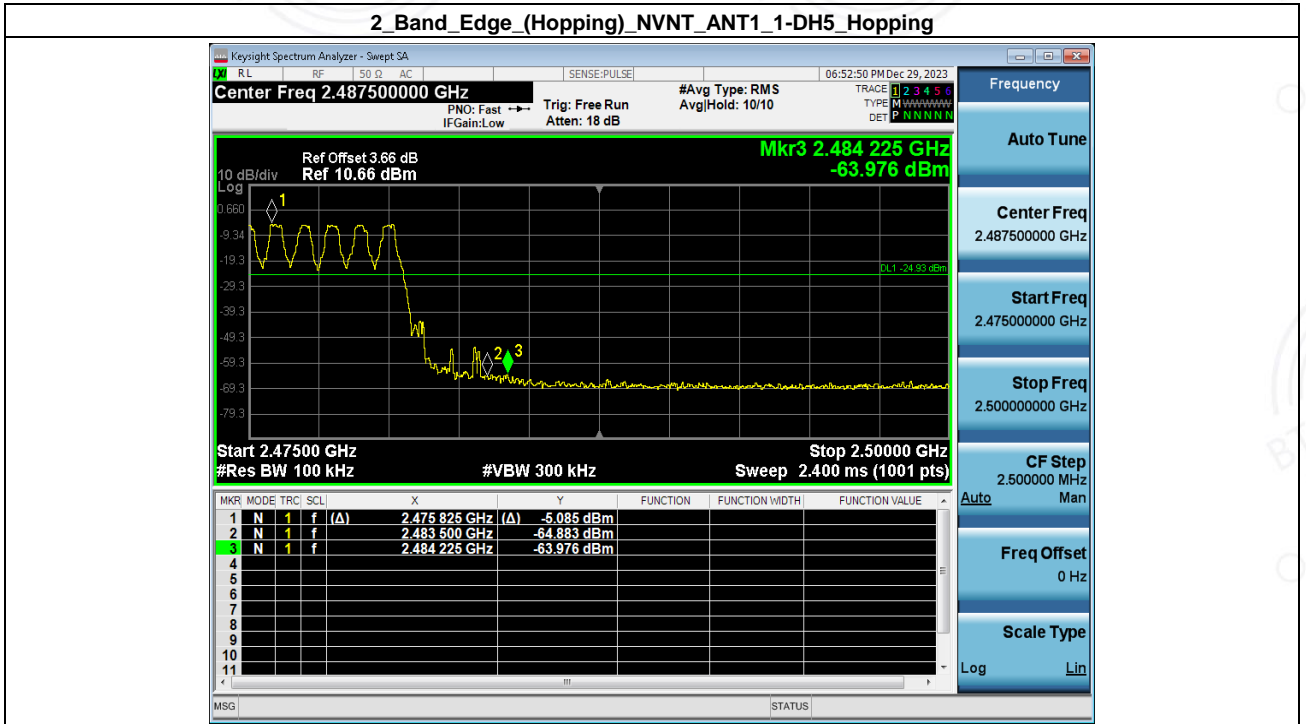 2_Band_Edge_(Hopping)_NVNT_ANT1_1-DH5_Hopping
Keysight Spectrum Analyzer - Swept SA
LXI RL RF 50 Ω AC SENSE:PULSE 06:52:50 PM Dec 29, 2023
Center Freq 2.487500000 GHz #Avg Type: RMS TRACE 1 2 3 4 5 6
PNO: Fast Trig: Free Run Avg|Hold: 10/10 TYPE M WWWWW
IFGain:Low Atten: 18 dB DET P N N N N N
Mkr3 2.484 225 GHz
-63.976 dBm
Ref Offset 3.66 dB
10 dB/div Ref 10.66 dBm
Log
0.660
-9.34
-19.3
-29.3
-39.3
-49.3
-59.3
-69.3
-79.3
1
2
3
DL1 -24.93 dBm
Start 2.47500 GHz Stop 2.50000 GHz
#Res BW 100 kHz #VBW 300 kHz Sweep 2.400 ms (1001 pts)
MKR MODE TRC SCL X Y FUNCTION FUNCTION WIDTH FUNCTION VALUE
1 N 1 f (Δ) 2.475 825 GHz (Δ) -5.085 dBm
2 N 1 f 2.483 500 GHz -64.883 dBm
3 N 1 f 2.484 225 GHz -63.976 dBm
4
5
6
7
8
9
10
11
MSG STATUS
Frequency
Auto Tune
Center Freq
2.487500000 GHz
Start Freq
2.475000000 GHz
Stop Freq
2.500000000 GHz
CF Step
2.500000 MHz
Auto Man
Freq Offset
0 Hz
Scale Type
Log Lin